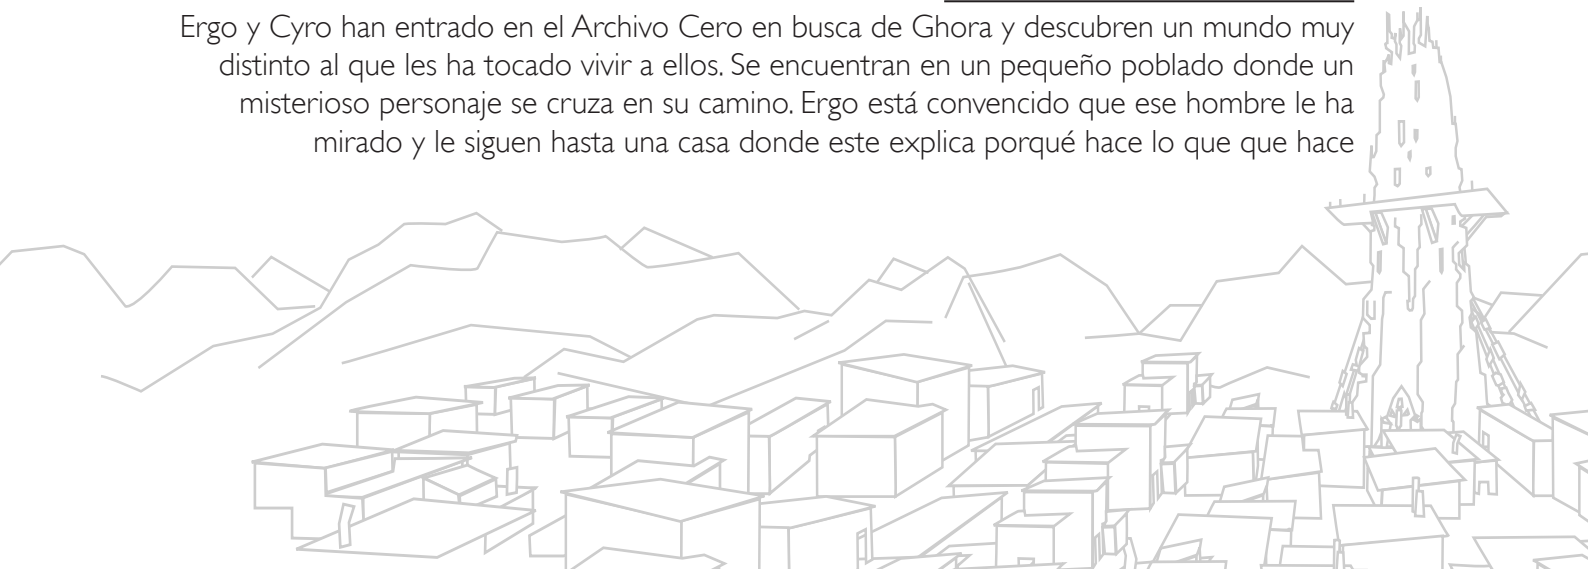 Ergo y Cyro han entrado en el Archivo Cero en busca de Ghora y descubren un mundo muy
distinto al que les ha tocado vivir a ellos. Se encuentran en un pequeño poblado donde un
misterioso personaje se cruza en su camino. Ergo está convencido que ese hombre le ha
mirado y le siguen hasta una casa donde este explica porqué hace lo que que hace